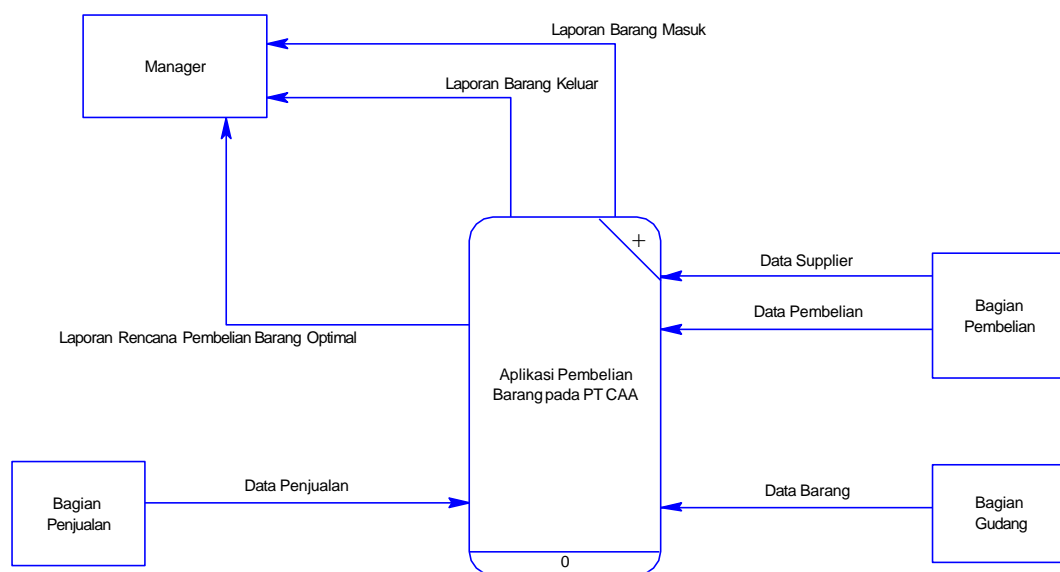 Laporan Barang Masuk
Manager
Laporan Barang Keluar
+
Data Supplier
Bagian
Pembelian
Data Pembelian
Laporan Rencana Pembelian Barang Optimal
Aplikasi Pembelian
Barang pada PT CAA
Data Penjualan
Bagian
Penjualan
Data Barang
Bagian
Gudang
0